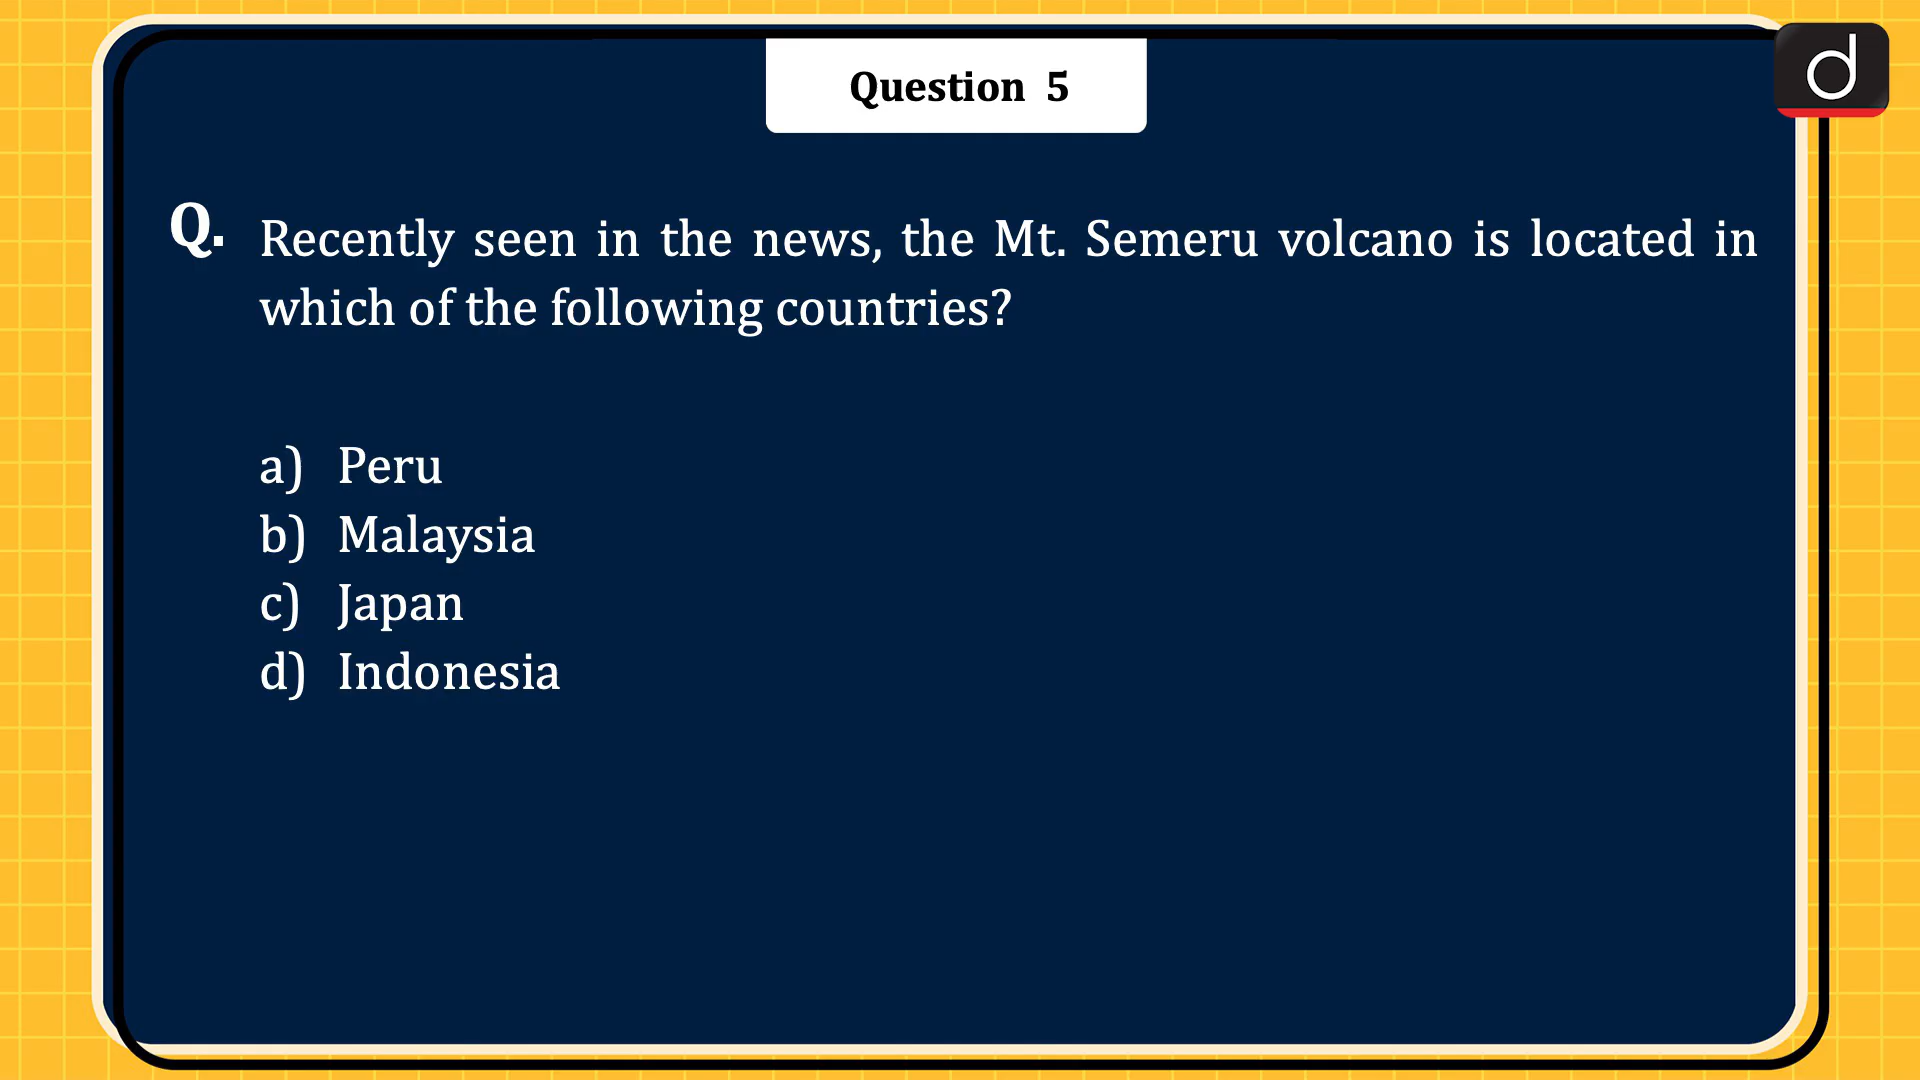 Question 5
Q. Recently seen in the news, the Mt. Semeru volcano is located in
which of the following countries?
a) Peru
b) Malaysia
c) Japan
d) Indonesia
d